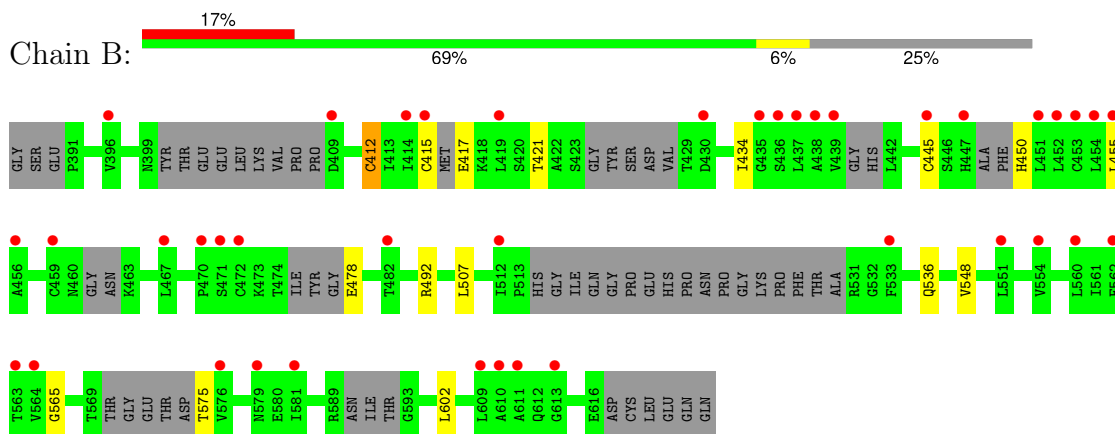 17%
Chain B:
69% 6% 25%
GLY SER GLU P391 V396 N399 TYR THR GLU GLU LEU LYS VAL PRO PRO D409 C412 I413 I414 C415 MET E417 K418 L419 S420 T421 A422 S423 GLY TYR SER ASP VAL T429 D430 I434 G435 S436 L437 A438 V439 GLY HIS L442 C445 S446 H447 ALA PHE H450 L451 L452 C453 L454 L455
A456 C459 N460 GLY ASN K463 L467 P470 S471 C472 K473 T474 ILE TYR GLY E478 T482 R492 L507 I512 P513 HIS GLY ILE GLN GLY PRO GLU HIS PRO ASN PRO GLY LYS PRO PHE THR ALA R531 G532 F533 Q536 V548 L551 V554 L560 I561 E562
T563 V564 G565 T569 THR GLY GLU THR ASP T575 V576 N579 E580 I581 R589 ASN ILE THR G593 L602 L609 A610 A611 Q612 G613 E616 ASP CYS LEU GLU GLN GLN